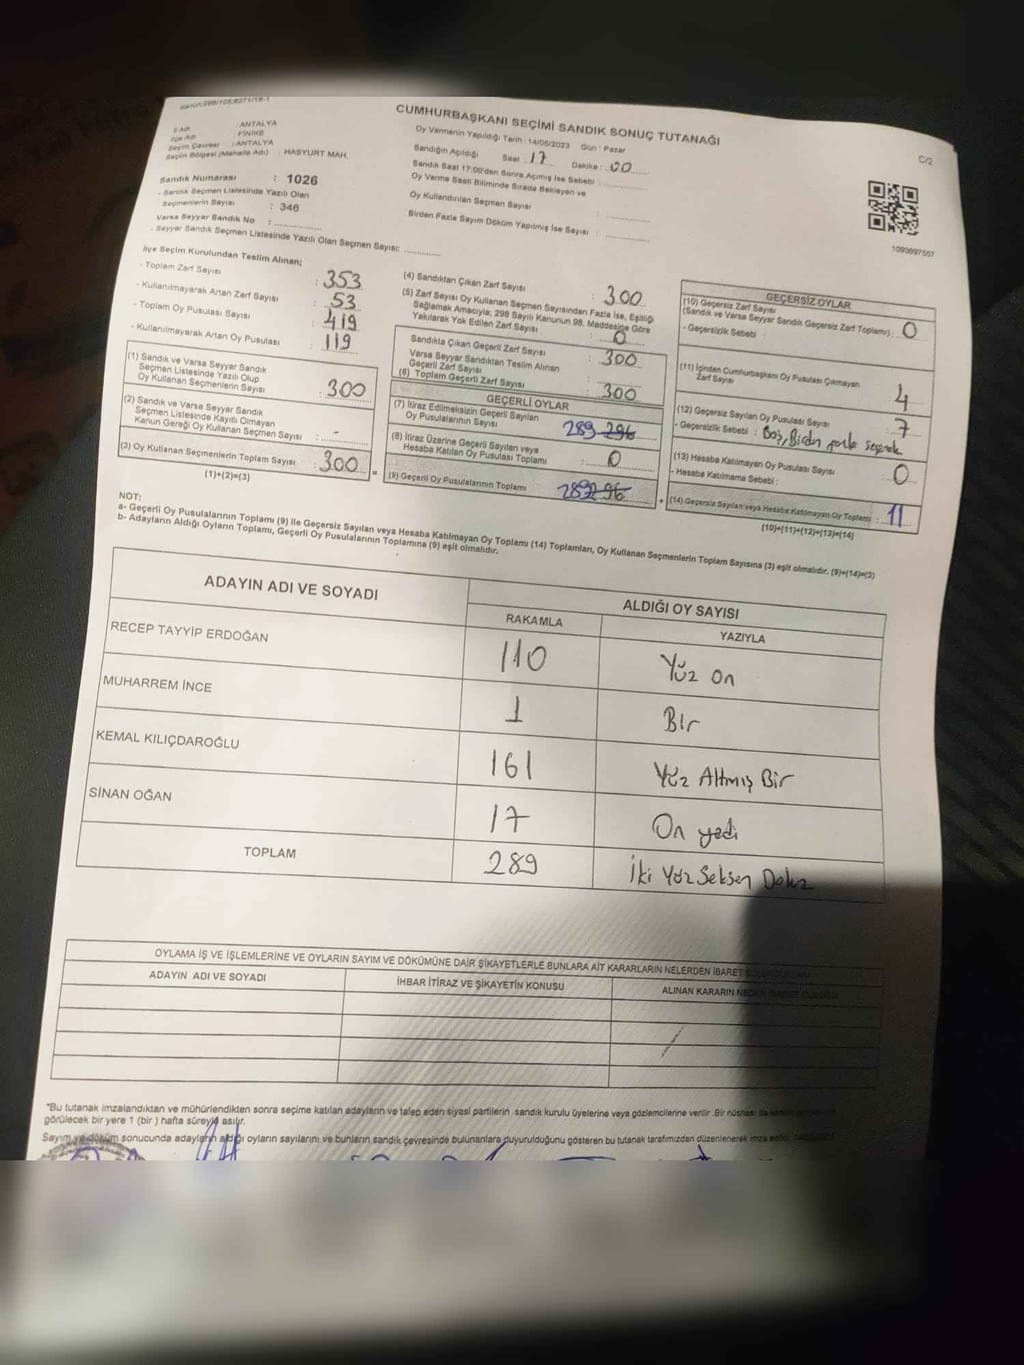 CUMHURBAŞKANI SEÇİMİ SANDIK SONUÇ TUTANAĞI
C/2
İl Adı : ANTALYA
İlçe Adı : FİNİKE
Seçim Çevresi : ANTALYA
Seçim Bölgesi (Mahalle Adı) : HASYURT MAH.
Oy Vermenin Yapıldığı Tarih : 14/05/2023 Gün : Pazar
Sandığın Açıldığı Saat : 17 Dakika : 00
Sandık Saat 17:00'den Sonra Açılmış İse Sebebi :
Oy Verme Saati Bitiminde Sırada Bekleyen ve
Oy Kullandırılan Seçmen Sayısı :
Birden Fazla Sayım Döküm Yapılmış İse Sayısı :
Sandık Numarası : 1026
- Sandık Seçmen Listesinde Yazılı Olan
Seçmenlerin Sayısı : 346
Varsa Seyyar Sandık No :
- Seyyar Sandık Seçmen Listesinde Yazılı Olan Seçmen Sayısı:
1093697557
İlçe Seçim Kurulundan Teslim Alınan;
- Toplam Zarf Sayısı : 353
- Kullanılmayarak Artan Zarf Sayısı : 53
- Toplam Oy Pusulası Sayısı : 419
- Kullanılmayarak Artan Oy Pusulası : 119
(1) Sandık ve Varsa Seyyar Sandık
Seçmen Listesinde Yazılı Olup
Oy Kullanan Seçmenlerin Sayısı : 300
(2) Sandık ve Varsa Seyyar Sandık
Seçmen Listesinde Kayıtlı Olmayan
Kanun Gereği Oy Kullanan Seçmen Sayısı : -
(3) Oy Kullanan Seçmenlerin Toplam Sayısı : 300
(1)+(2)=(3)
(4) Sandıktan Çıkan Zarf Sayısı : 300
(5) Zarf Sayısı Oy Kullanan Seçmen Sayısından Fazla İse, Eşitliği
Sağlamak Amacıyla; 298 Sayılı Kanunun 98. Maddesine Göre
Yakılarak Yok Edilen Zarf Sayısı : 0
Sandıkta Çıkan Geçerli Zarf Sayısı : 300
Varsa Seyyar Sandıktan Teslim Alınan
Geçerli Zarf Sayısı :
(6) Toplam Geçerli Zarf Sayısı : 300
GEÇERLİ OYLAR
(7) İtiraz Edilmeksizin Geçerli Sayılan
Oy Pusulalarının Sayısı : 289 296
(8) İtiraz Üzerine Geçerli Sayılan veya
Hesaba Katılan Oy Pusulası Toplamı : 0
(9) Geçerli Oy Pusulalarının Toplamı : 289 296
GEÇERSİZ OYLAR
(10) Geçersiz Zarf Sayısı
(Sandık ve Varsa Seyyar Sandık Geçersiz Zarf Toplamı) : 0
- Geçersizlik Sebebi :
(11) İçinden Cumhurbaşkanı Oy Pusulası Çıkmayan
Zarf Sayısı : 4
(12) Geçersiz Sayılan Oy Pusulası Sayısı : 7
- Geçersizlik Sebebi : Boş, Birden fazla seçerek
(13) Hesaba Katılmayan Oy Pusulası Sayısı : 0
- Hesaba Katılmama Sebebi :
(14) Geçersiz Sayılan veya Hesaba Katılmayan Oy Toplamı : 11
(10)+(11)+(12)+(13)=(14)
NOT:
a- Geçerli Oy Pusulalarının Toplamı (9) ile Geçersiz Sayılan veya Hesaba Katılmayan Oy Toplamı (14) Toplamları, Oy Kullanan Seçmenlerin Toplam Sayısına (3) eşit olmalıdır. (9)+(14)=(3)
b- Adayların Aldığı Oyların Toplamı, Geçerli Oy Pusulalarının Toplamına (9) eşit olmalıdır.
ADAYIN ADI VE SOYADI
ALDIĞI OY SAYISI
RAKAMLA YAZIYLA
RECEP TAYYİP ERDOĞAN 110 Yüz on
MUHARREM İNCE 1 Bir
KEMAL KILIÇDAROĞLU 161 Yüz Altmış Bir
SİNAN OĞAN 17 On yedi
TOPLAM 289 İki Yüz Seksen Dokuz
OYLAMA İŞ VE İŞLEMLERİNE VE OYLARIN SAYIM VE DÖKÜMÜNE DAİR ŞİKAYETLERLE BUNLARA AİT KARARLARIN NELERDEN İBARET
ADAYIN ADI VE SOYADI İHBAR İTİRAZ VE ŞİKAYETİN KONUSU ALINAN KARARIN NEDEN İBARET
*Bu tutanak imzalandıktan ve mühürlendikten sonra seçime katılan adayların ve talep eden siyasi partilerin sandık kurulu üyelerine veya gözlemcilerine verilir. Bir nüshası da
görülecek bir yere 1 (bir) hafta süreyle asılır.
Sayım ve döküm sonucunda adayların aldığı oyların sayılarını ve bunların sandık çevresinde bulunanlara duyurulduğunu gösteren bu tutanak tarafımızdan düzenlenerek imza edildi.